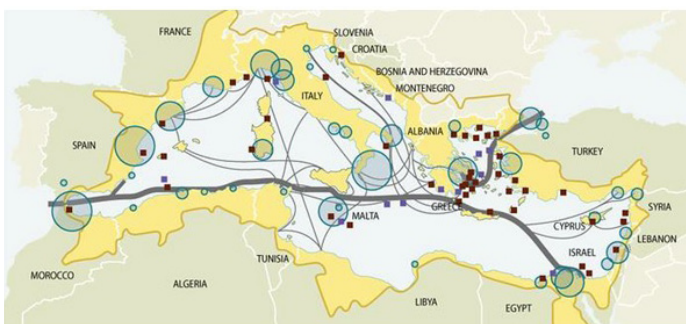 FRANCE
SLOVENIA
CROATIA
BOSNIA AND HERZEGOVINA
MONTENEGRO
ITALY
ALBANIA
SPAIN
TURKEY
GREECE
MALTA
CYPRUS
SYRIA
LEBANON
ISRAEL
MOROCCO
ALGERIA
TUNISIA
LIBYA
EGYPT